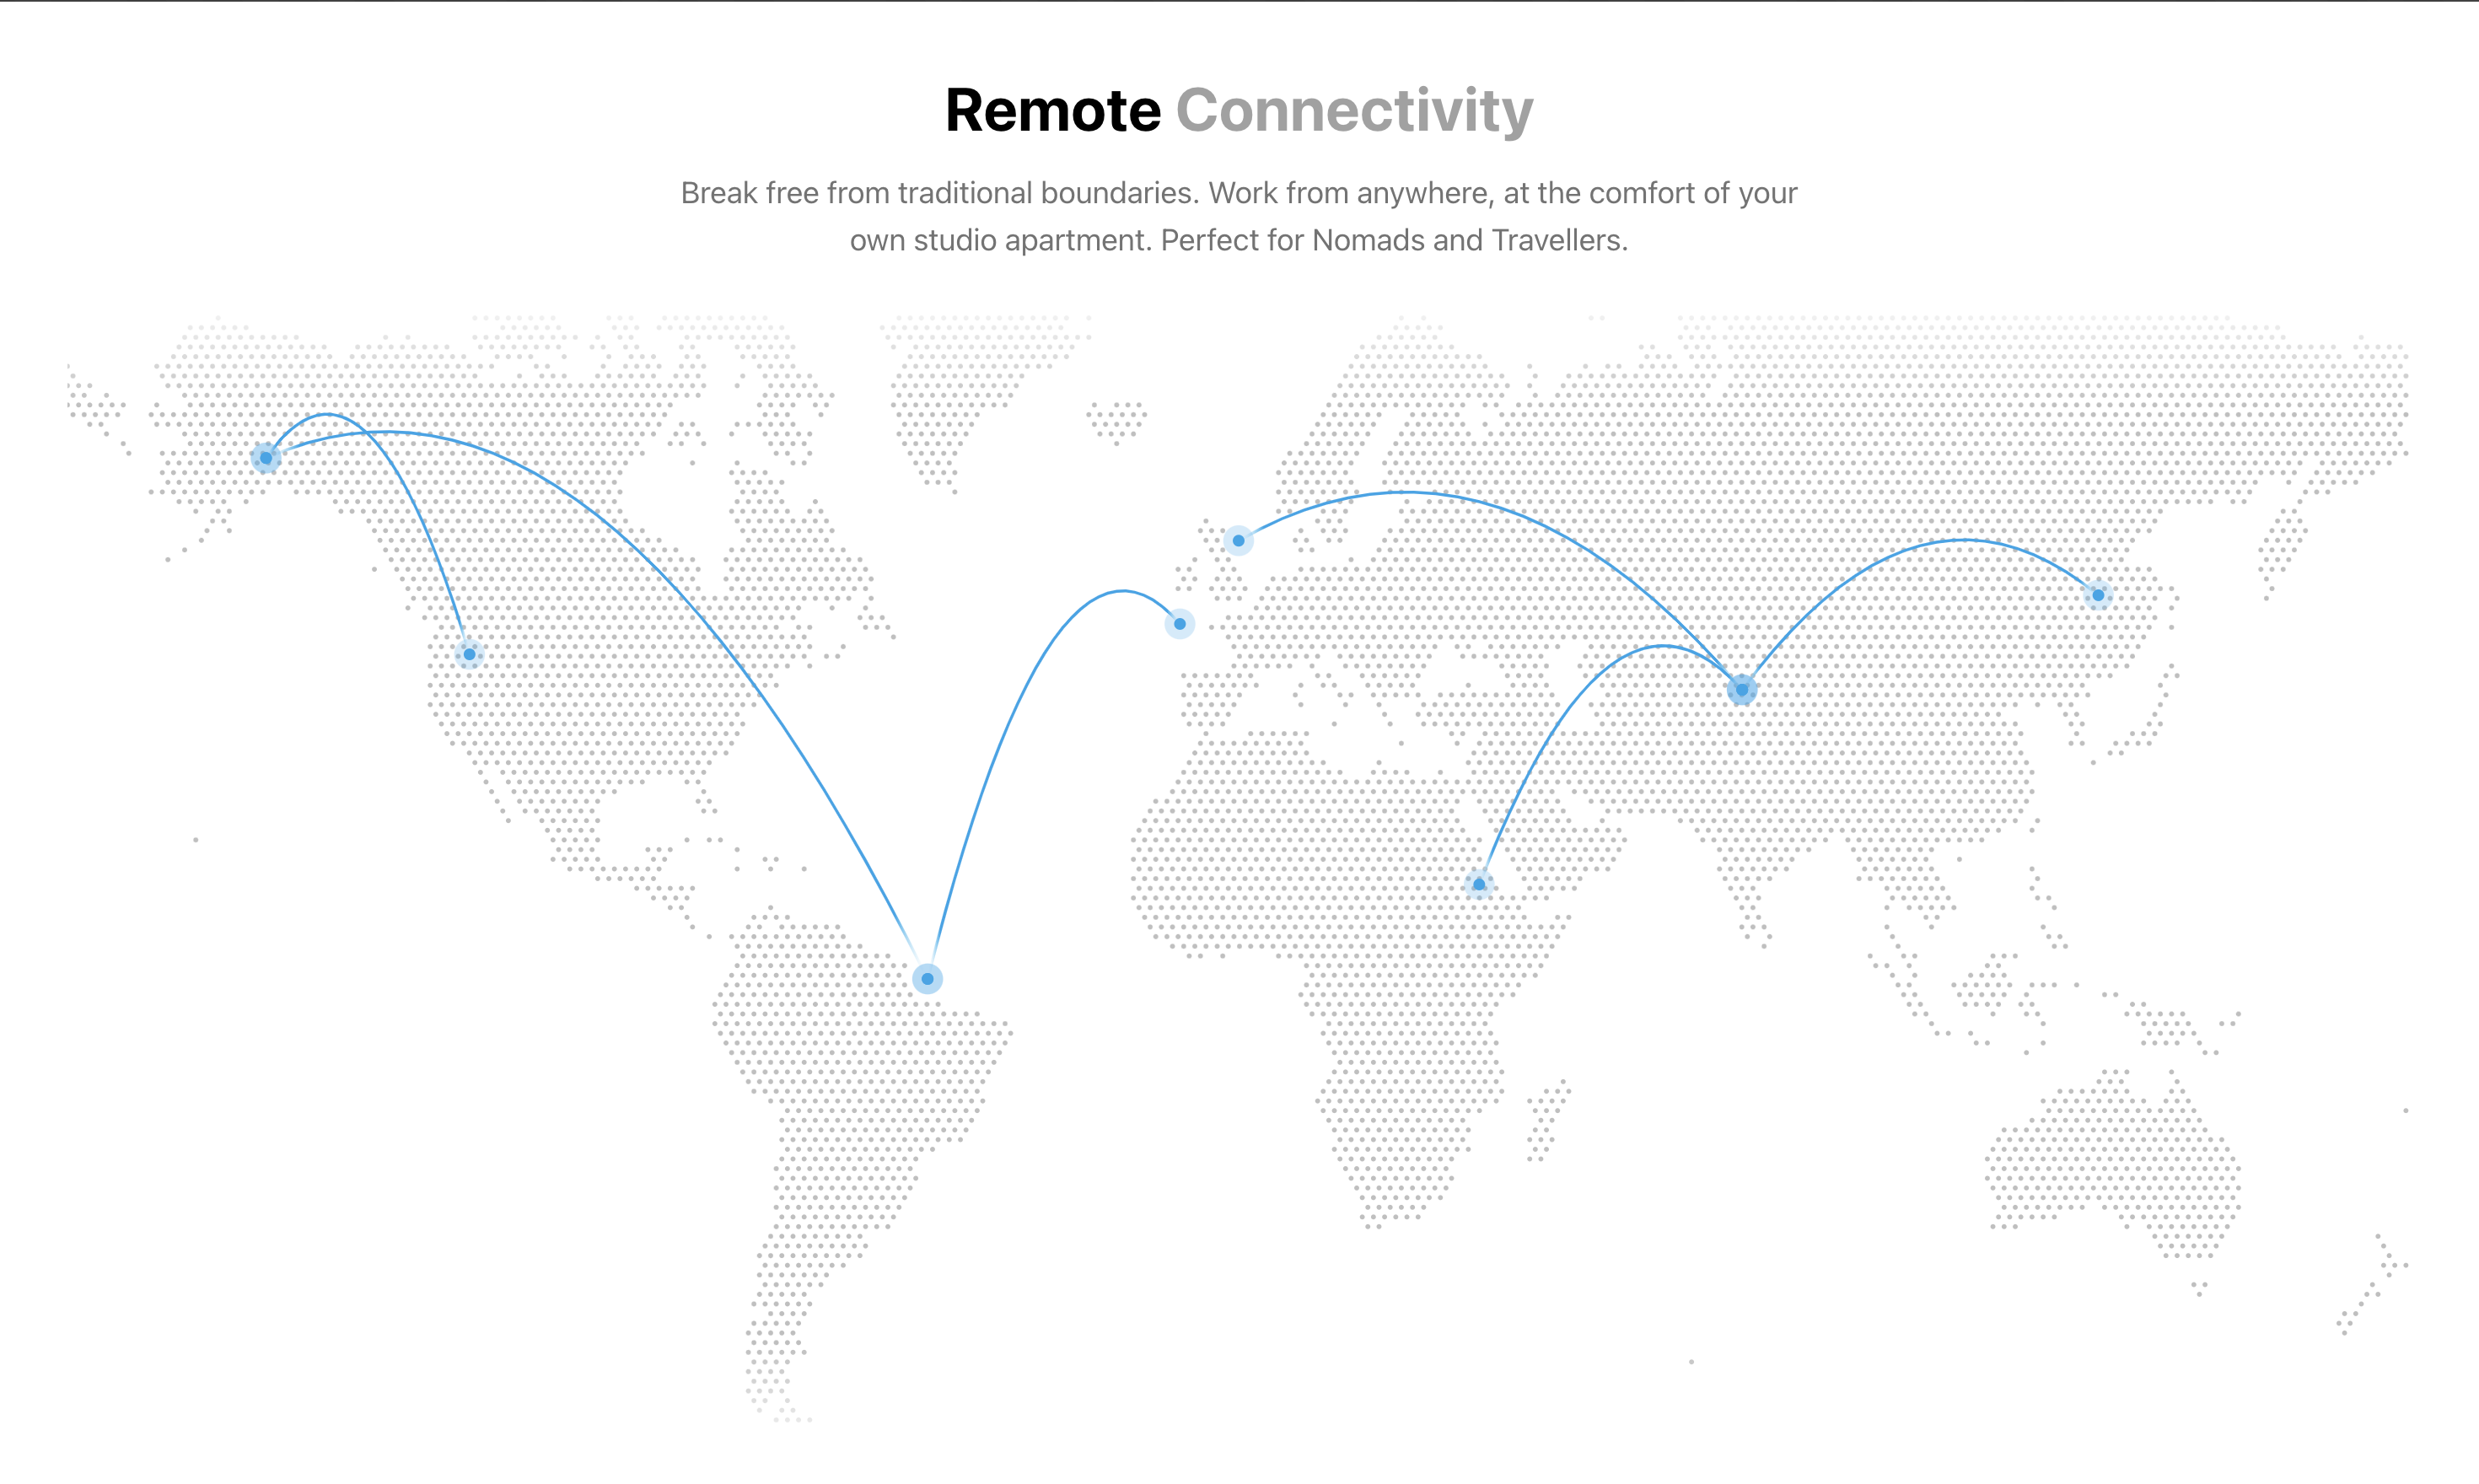 Remote Connectivity
Break free from traditional boundaries. Work from anywhere, at the comfort of your
own studio apartment. Perfect for Nomads and Travellers.